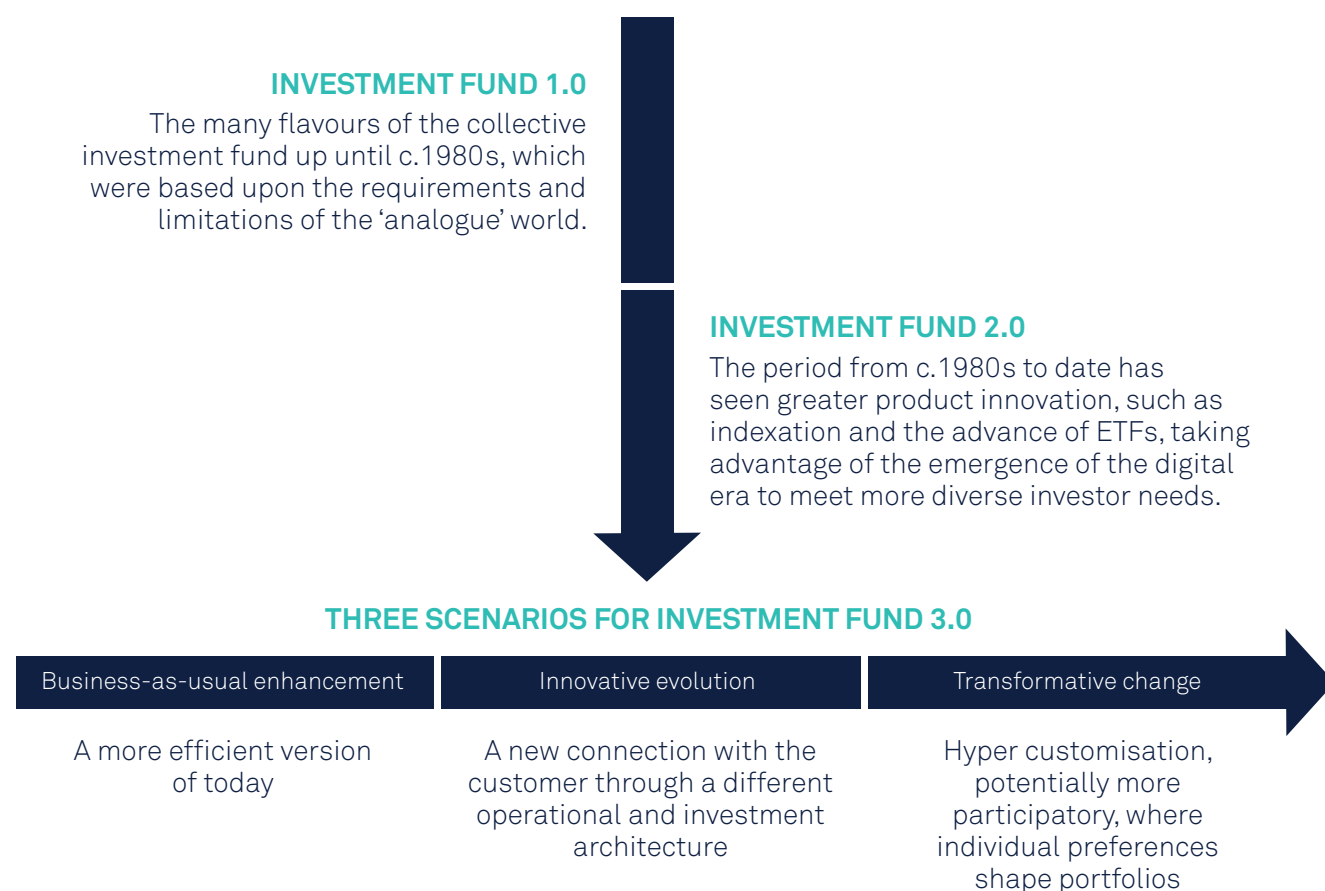 INVESTMENT FUND 1.0
The many flavours of the collective
investment fund up until c.1980s, which
were based upon the requirements and
limitations of the ‘analogue’ world.
INVESTMENT FUND 2.0
The period from c.1980s to date has
seen greater product innovation, such as
indexation and the advance of ETFs, taking
advantage of the emergence of the digital
era to meet more diverse investor needs.
THREE SCENARIOS FOR INVESTMENT FUND 3.0
Business-as-usual enhancement
A more efficient version
of today
Innovative evolution
A new connection with the
customer through a different
operational and investment
architecture
Transformative change
Hyper customisation,
potentially more
participatory, where
individual preferences
shape portfolios